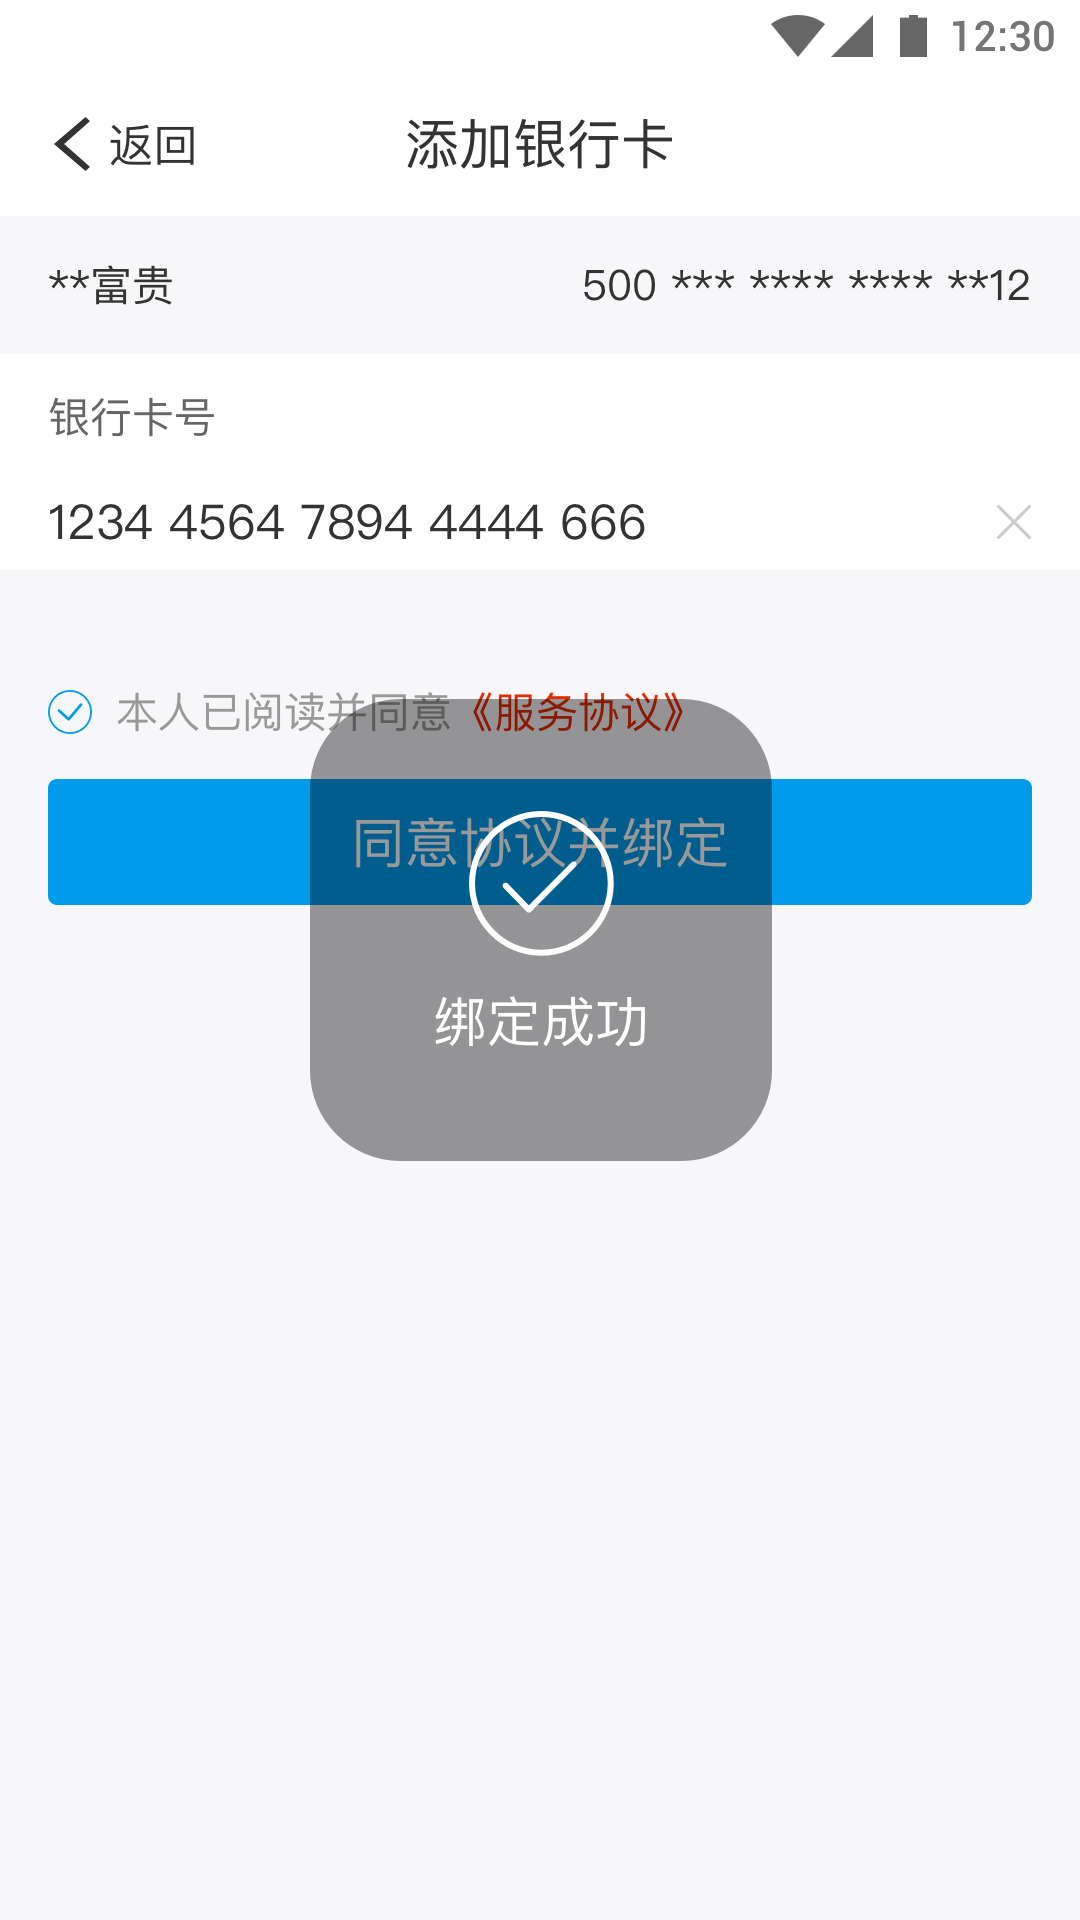 12:30
返回
添加银行卡
**富贵
500 *** **** **** **12
银行卡号
1234 4564 7894 4444 666
本人已阅读并同意《服务协议》
同意协议并绑定
绑定成功